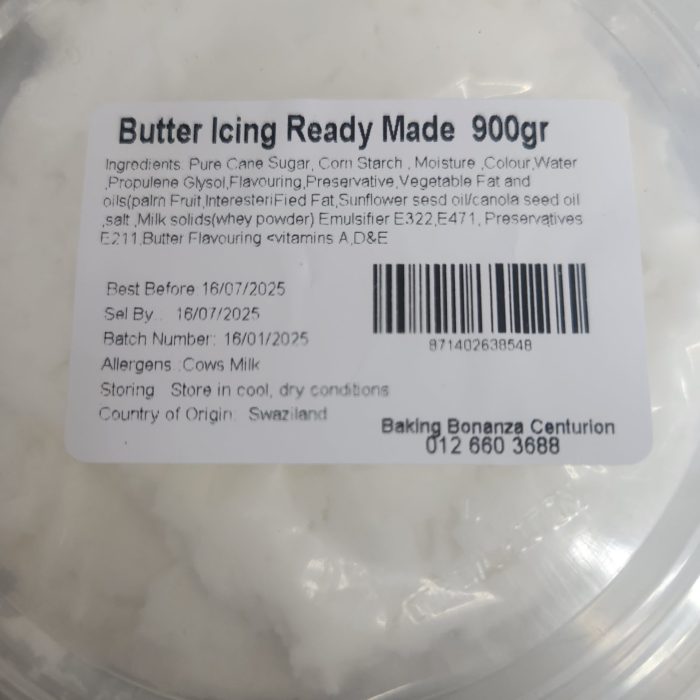 Butter Icing Ready Made 900gr
Ingredients. Pure Cane Sugar, Corn Starch , Moisture ,Colour,Water
,Propulene Glysol,Flavouring,Preservative,Vegetable Fat and
oils(palm Fruit,InteresteriFied Fat,Sunflower sesd oil/canola seed oil
,salt ,Milk solids(whey powder) Emulsifier E322,E471, Preservatives
E211,Butter Flavouring <vitamins A,D&E
Best Before 16/07/2025
Sel By.. 16/07/2025
Batch Number: 16/01/2025
Allergens :Cows Milk
Storing Store in cool, dry conditions
Country of Origin: Swaziland
871402638548
Baking Bonanza Centurion
012 660 3688